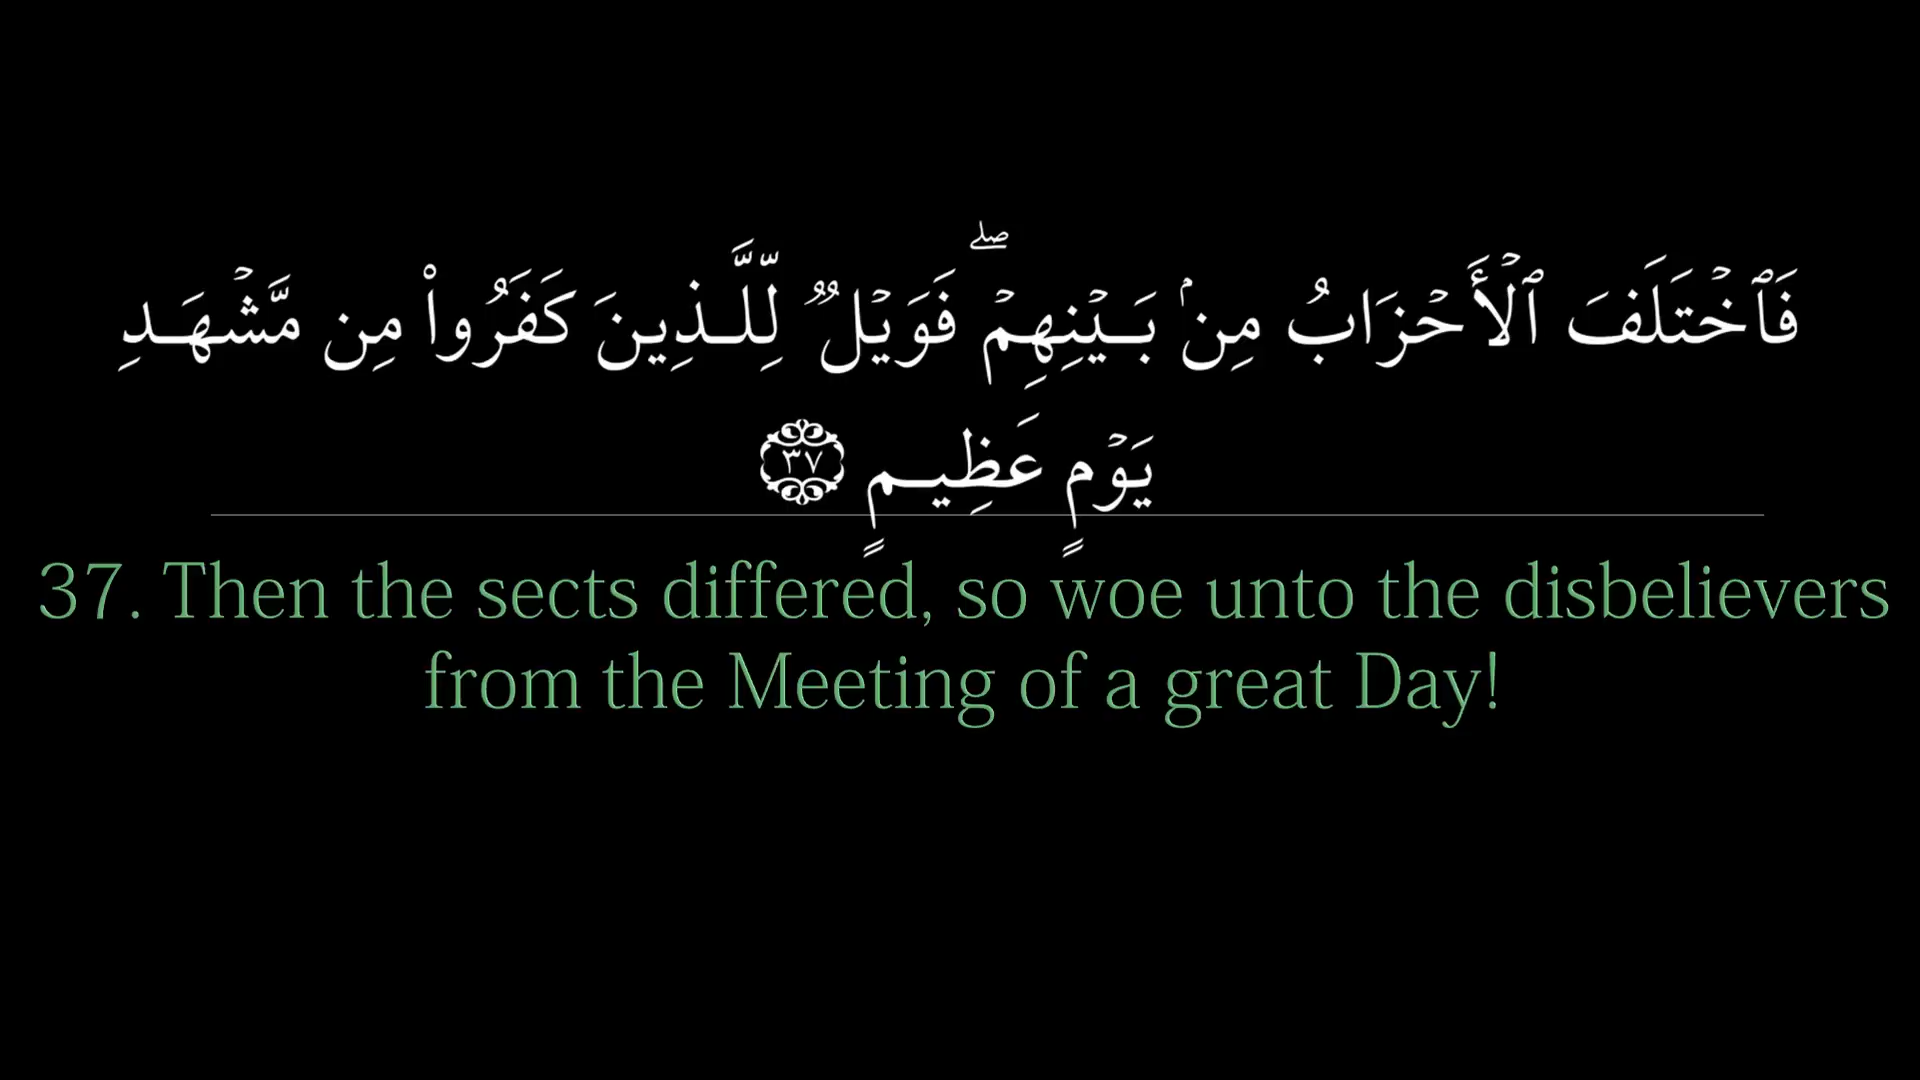 فَٱخۡتَلَفَ ٱلۡأَحۡزَابُ مِنۢ بَيۡنِهِمۡۖ فَوَيۡلٞ لِّلَّذِينَ كَفَرُواْ مِن مَّشۡهَدِ
يَوۡمٍ عَظِيمٍ ٣٧
37. Then the sects differed, so woe unto the disbelievers
from the Meeting of a great Day!